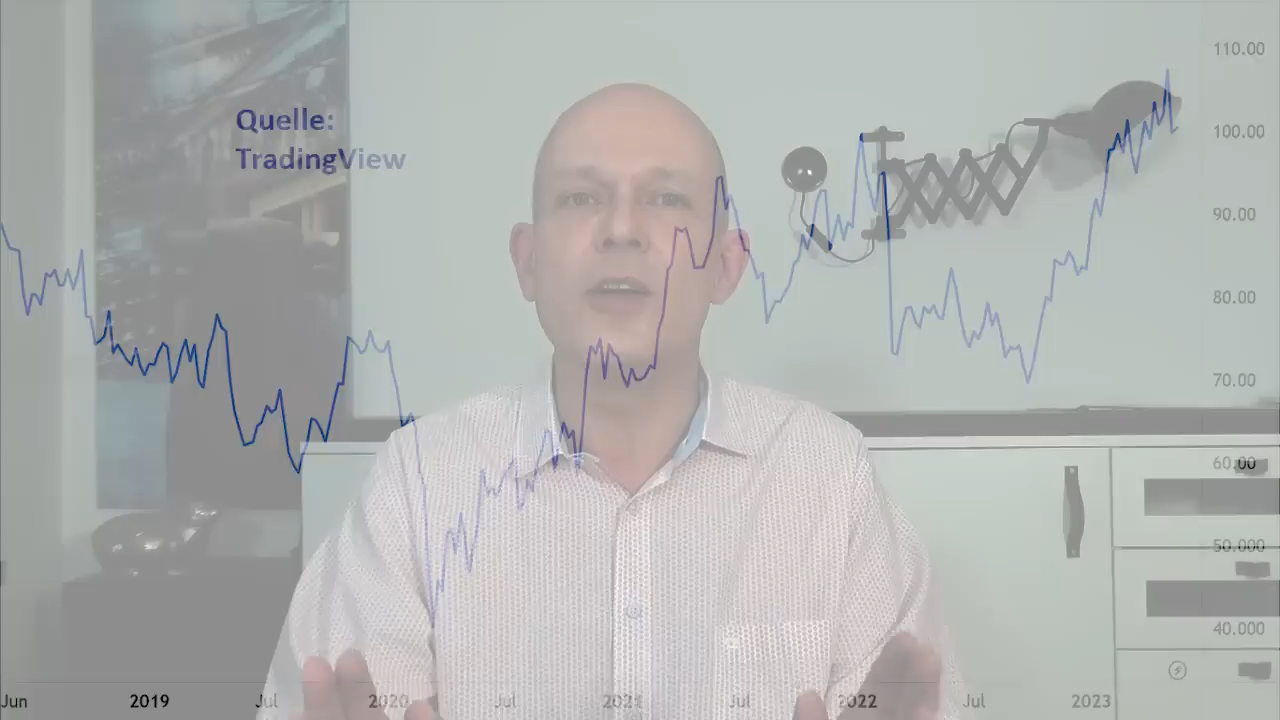 Quelle:
TradingView
110.00
100.00
90.00
80.00
70.00
60.00
50.000
40.000
Jun
2019
Jul
2020
Jul
2021
Jul
2022
Jul
2023